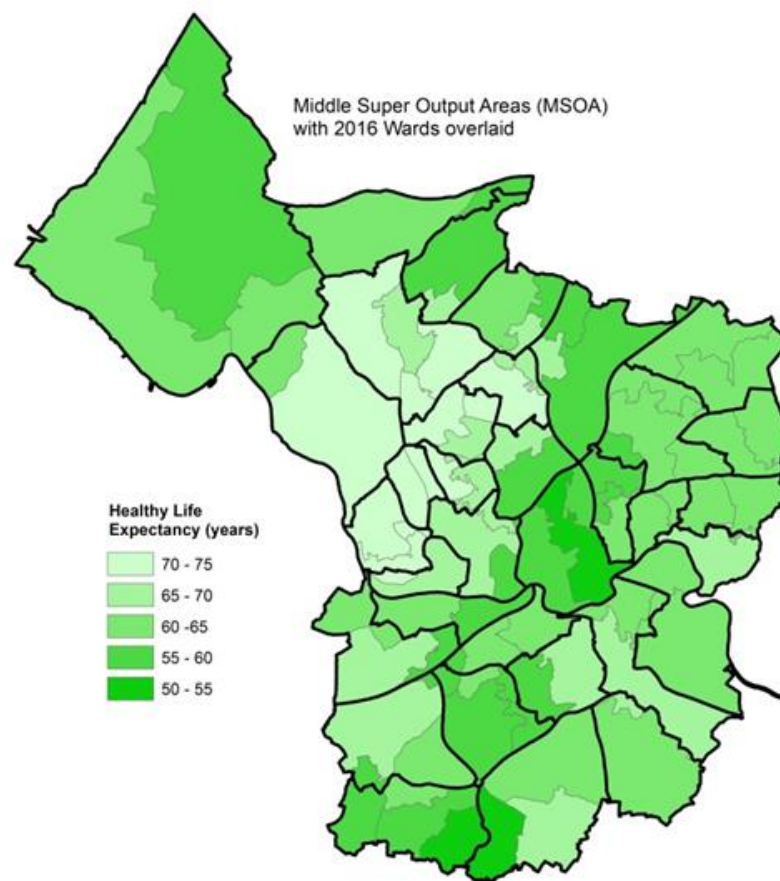 Middle Super Output Areas (MSOA)
with 2016 Wards overlaid
Healthy Life
Expectancy (years)
70 - 75
65 - 70
60 -65
55 - 60
50 - 55